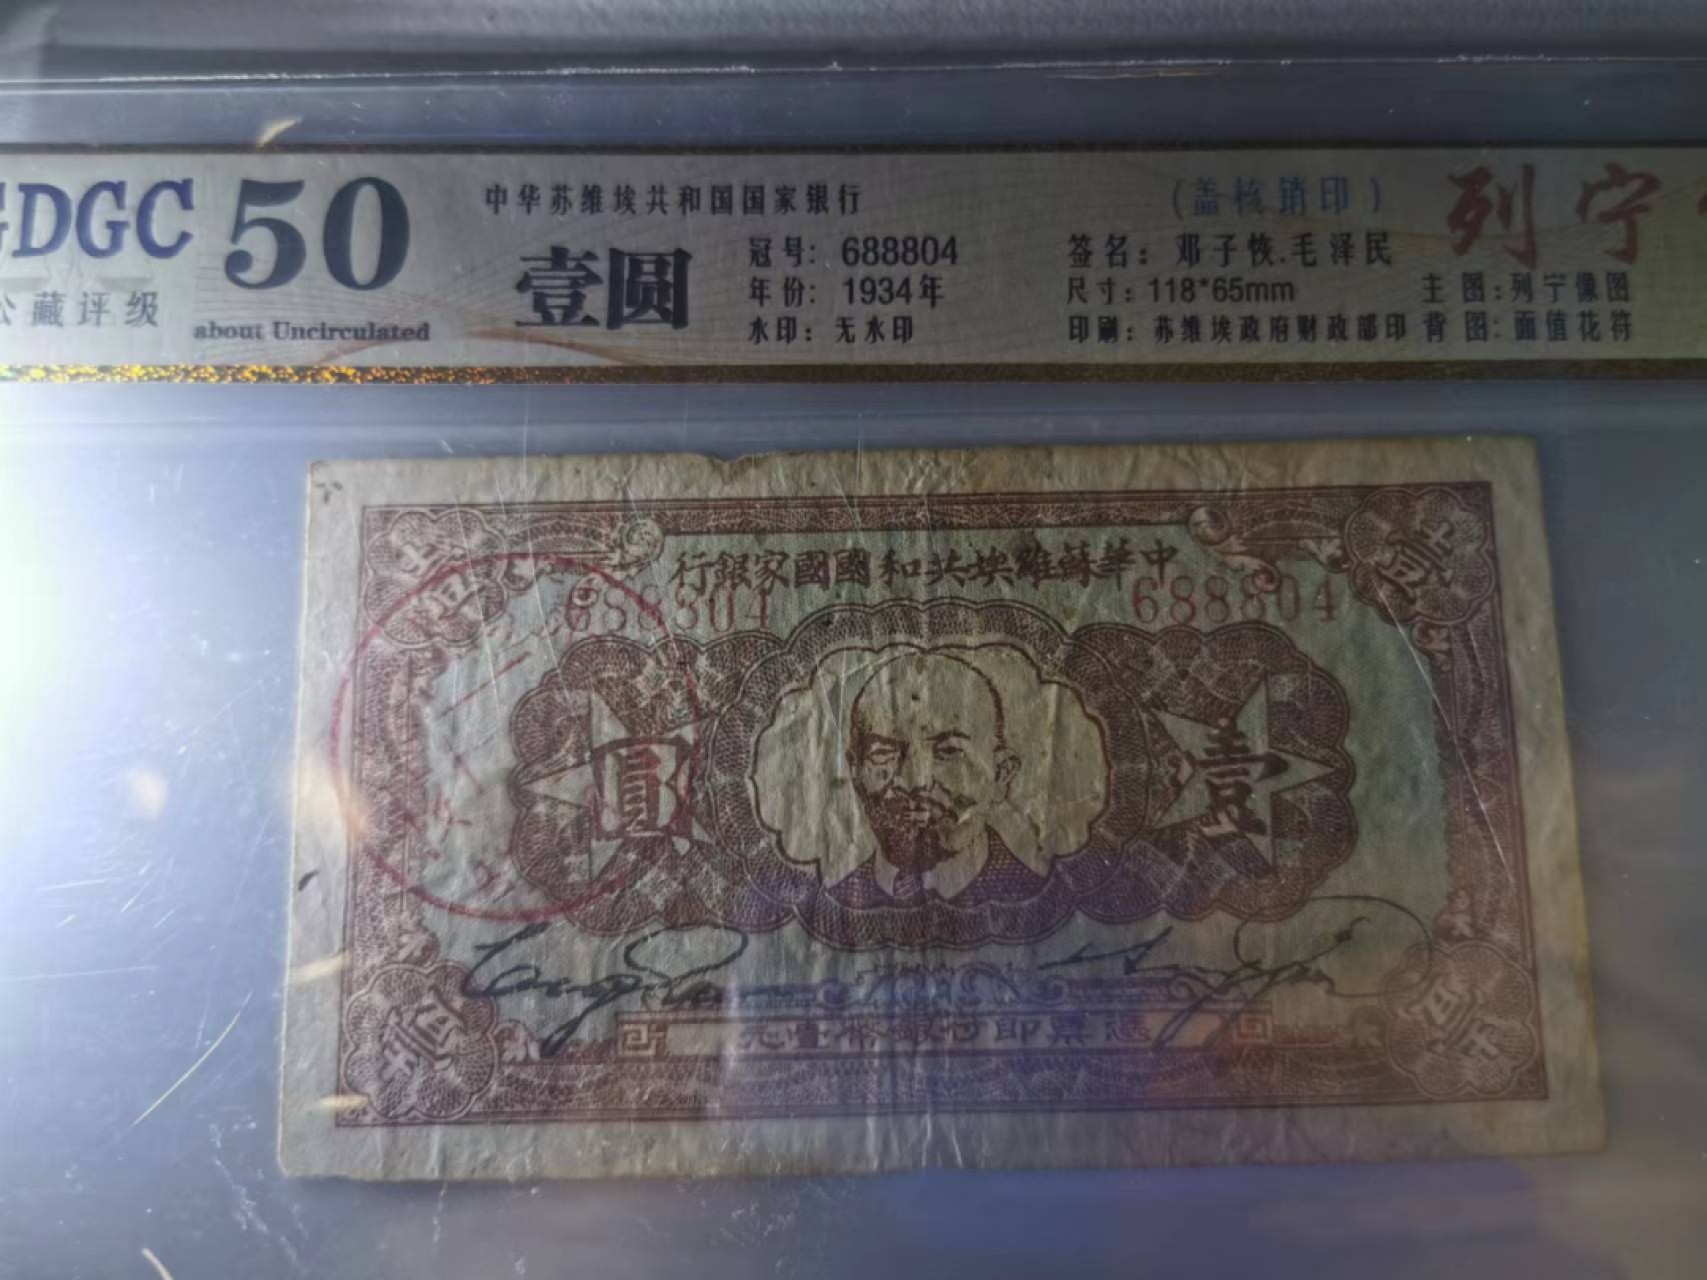 GDGC 50
公藏评级
about Uncirculated
中华苏维埃共和国国家银行
壹圆
冠号: 688804
年份: 1934年
水印: 无水印
(盖核销印)
签名: 邓子恢.毛泽民
尺寸: 118*65mm
印刷: 苏维埃政府财政部印
列宁
主图:列宁像图
背图:面值花符
行銀家國國和共埃維蘇華中
688804 688804
圓 壹
圓 壹